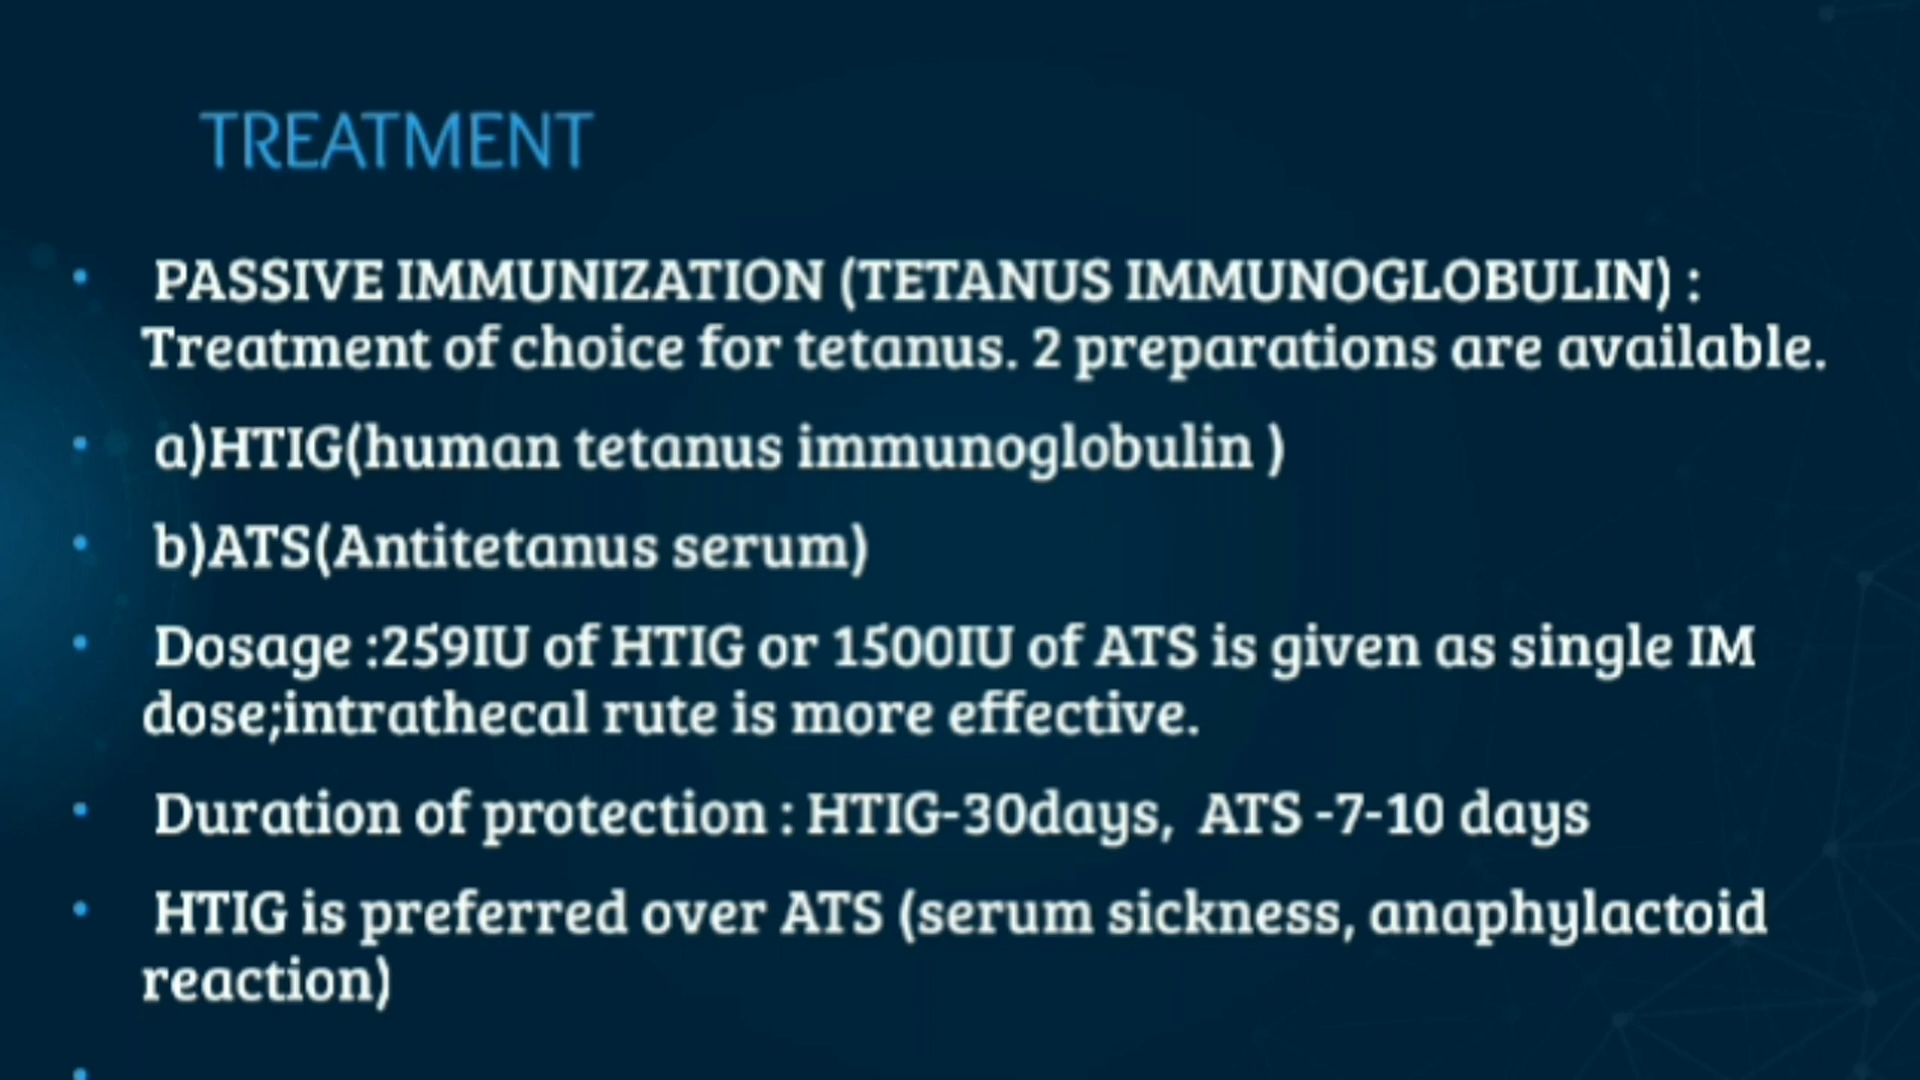 TREATMENT
PASSIVE IMMUNIZATION (TETANUS IMMUNOGLOBULIN) :
Treatment of choice for tetanus. 2 preparations are available.
a)HTIG(human tetanus immunoglobulin )
b)ATS(Antitetanus serum)
Dosage :259IU of HTIG or 1500IU of ATS is given as single IM
dose;intrathecal rute is more effective.
Duration of protection : HTIG-30days, ATS -7-10 days
HTIG is preferred over ATS (serum sickness, anaphylactoid
reaction)